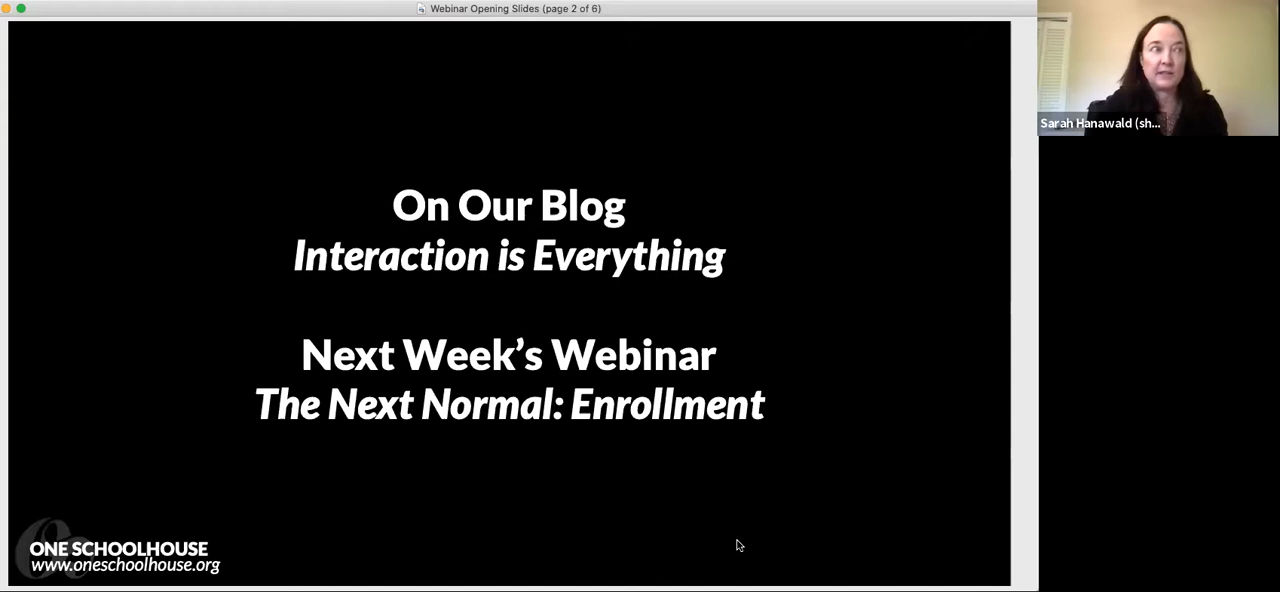 Webinar Opening Slides (page 2 of 6)
Sarah Hanawald (sh...
On Our Blog
Interaction is Everything
Next Week’s Webinar
The Next Normal: Enrollment
ONE SCHOOLHOUSE
www.oneschoolhouse.org